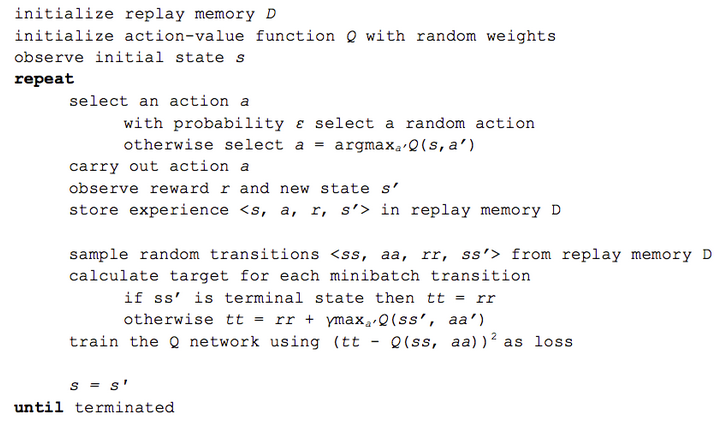 initialize replay memory D
initialize action-value function Q with random weights
observe initial state s
repeat
select an action a
with probability ε select a random action
otherwise select a = argmaxₐ′Q(s,a′)
carry out action a
observe reward r and new state s′
store experience <s, a, r, s′> in replay memory D
sample random transitions <ss, aa, rr, ss′> from replay memory D
calculate target for each minibatch transition
if ss′ is terminal state then tt = rr
otherwise tt = rr + γmaxₐ′Q(ss′, aa′)
train the Q network using (tt - Q(ss, aa))² as loss
s = s'
until terminated